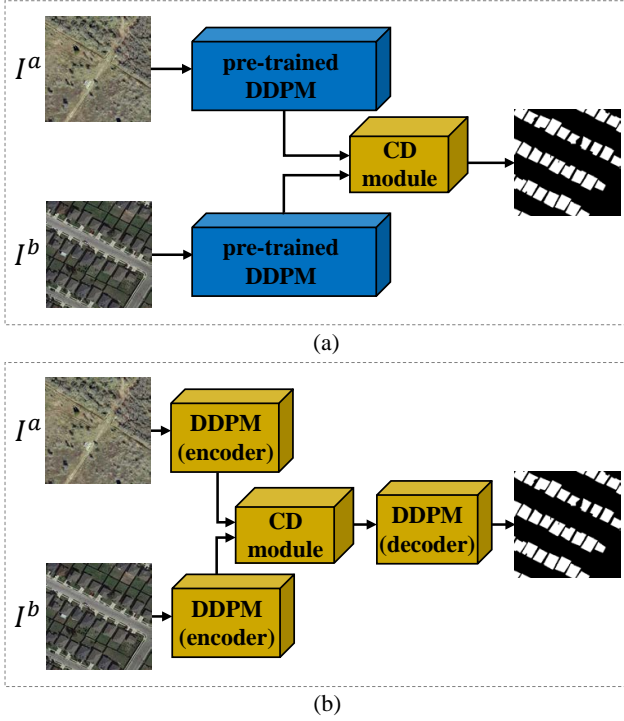 I^a
pre-trained
DDPM
CD
module
I^b
pre-trained
DDPM
(a)
I^a
DDPM
(encoder)
CD
module
DDPM
(decoder)
I^b
DDPM
(encoder)
(b)